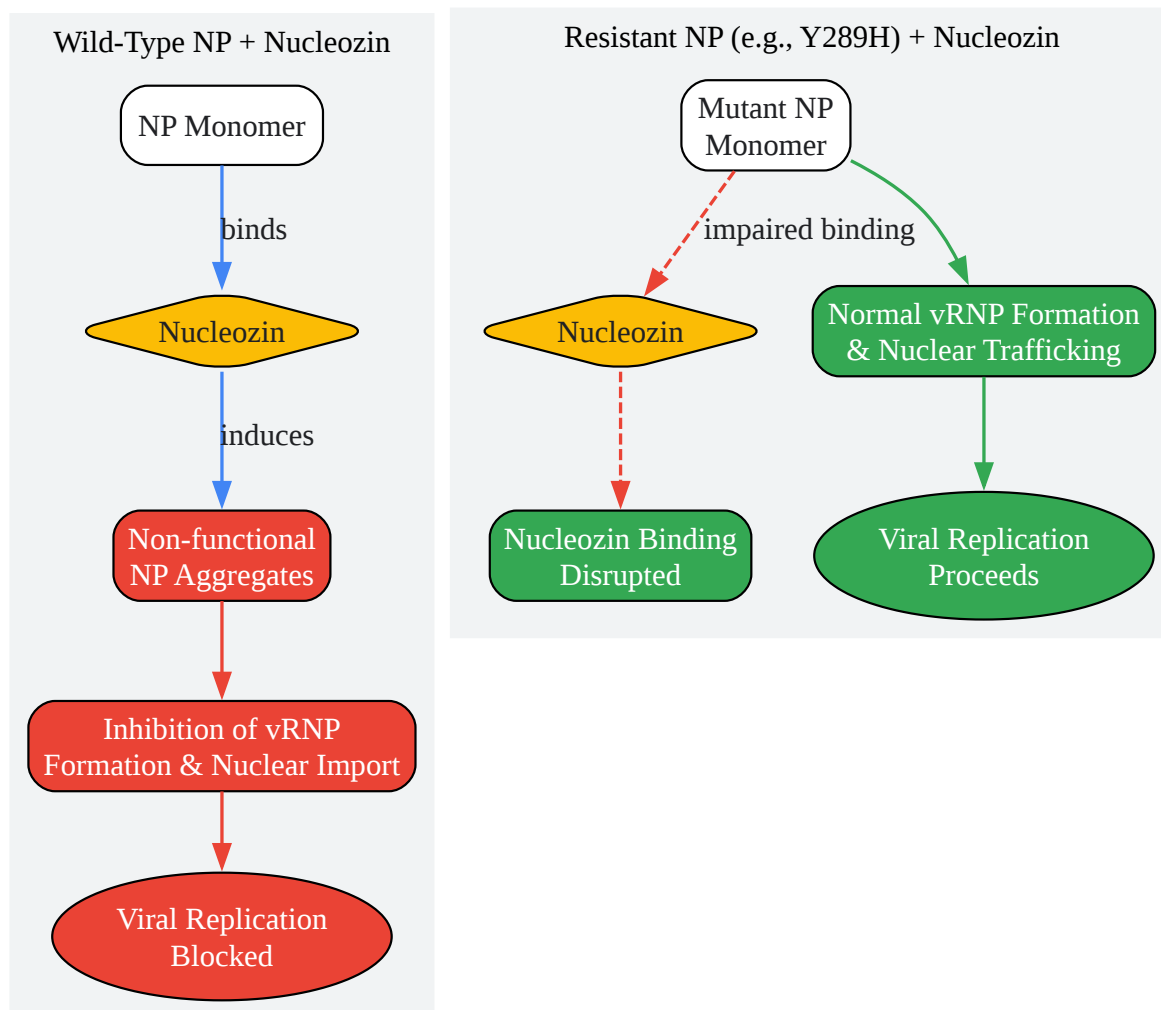 Wild-Type NP + Nucleozin
NP Monomer
binds
Nucleozin
induces
Non-functional
NP Aggregates
Inhibition of vRNP
Formation & Nuclear Import
Viral Replication
Blocked
Resistant NP (e.g., Y289H) + Nucleozin
Mutant NP
Monomer
impaired binding
Nucleozin
Normal vRNP Formation
& Nuclear Trafficking
Nucleozin Binding
Disrupted
Viral Replication
Proceeds